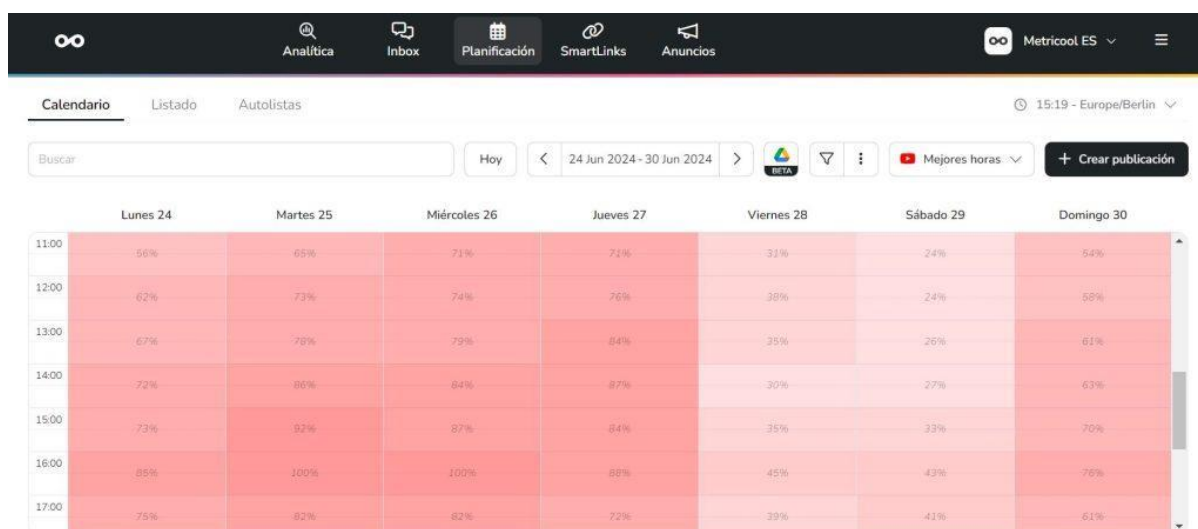 Analítica
Inbox
Planificación
SmartLinks
Anuncios
Metricool ES
Calendario Listado Autolistas 15:19 - Europe/Berlin
Buscar Hoy 24 Jun 2024 - 30 Jun 2024 BETA Mejores horas + Crear publicación
Lunes 24 Martes 25 Miércoles 26 Jueves 27 Viernes 28 Sábado 29 Domingo 30
11:00 56% 65% 71% 71% 31% 24% 54%
12:00 62% 73% 74% 76% 38% 24% 58%
13:00 67% 78% 79% 84% 35% 26% 61%
14:00 72% 86% 84% 87% 30% 27% 63%
15:00 73% 92% 87% 84% 35% 33% 70%
16:00 85% 100% 100% 88% 45% 43% 76%
17:00 75% 82% 82% 72% 39% 41% 61%